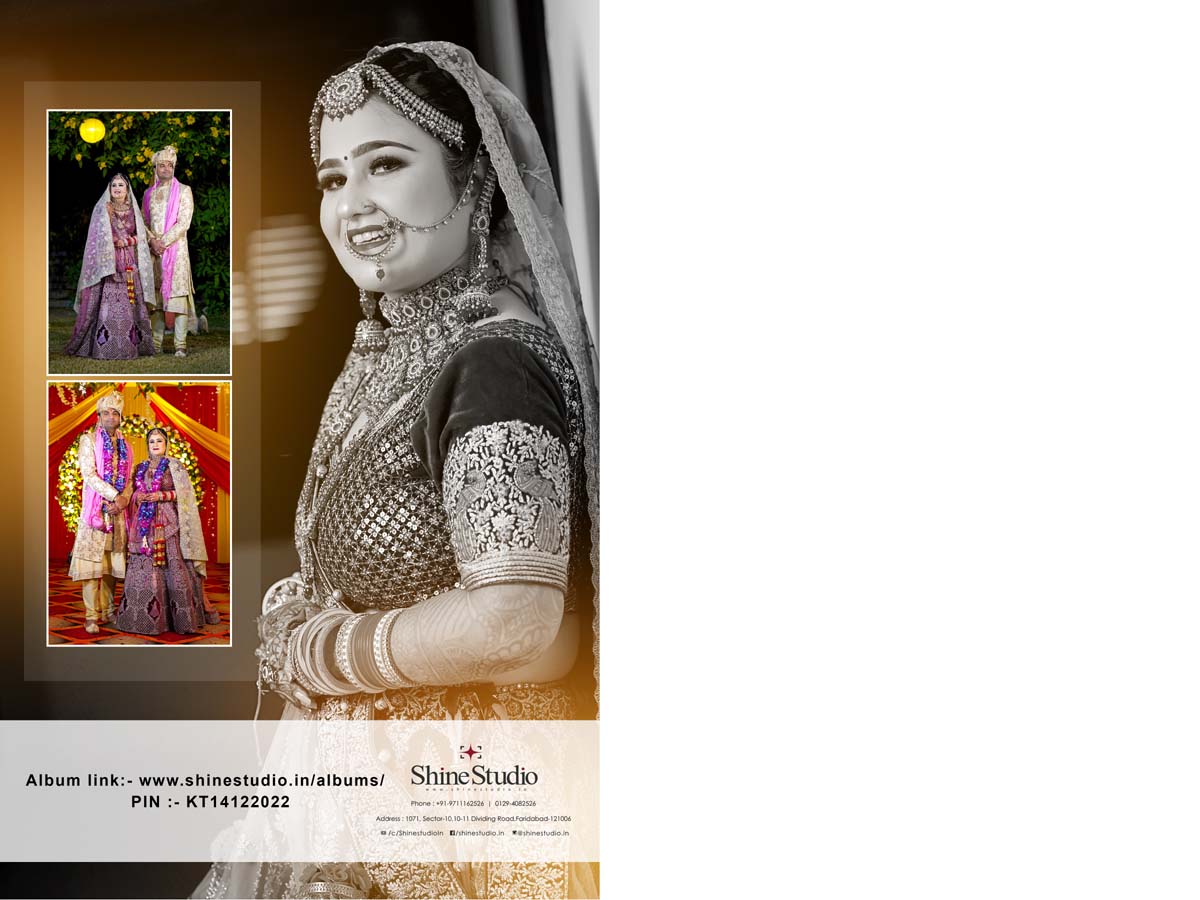 Album link:- www.shinestudio.in/albums/
PIN :- KT14122022
Shine Studio
www.shinestudio.in
Phone : +91-9711162526 | 0129-4082526
Address : 1071, Sector-10,10-11 Dividing Road,Faridabad-121006
/c/ShinestudioIn /shinestudio.in @shinestudio.in